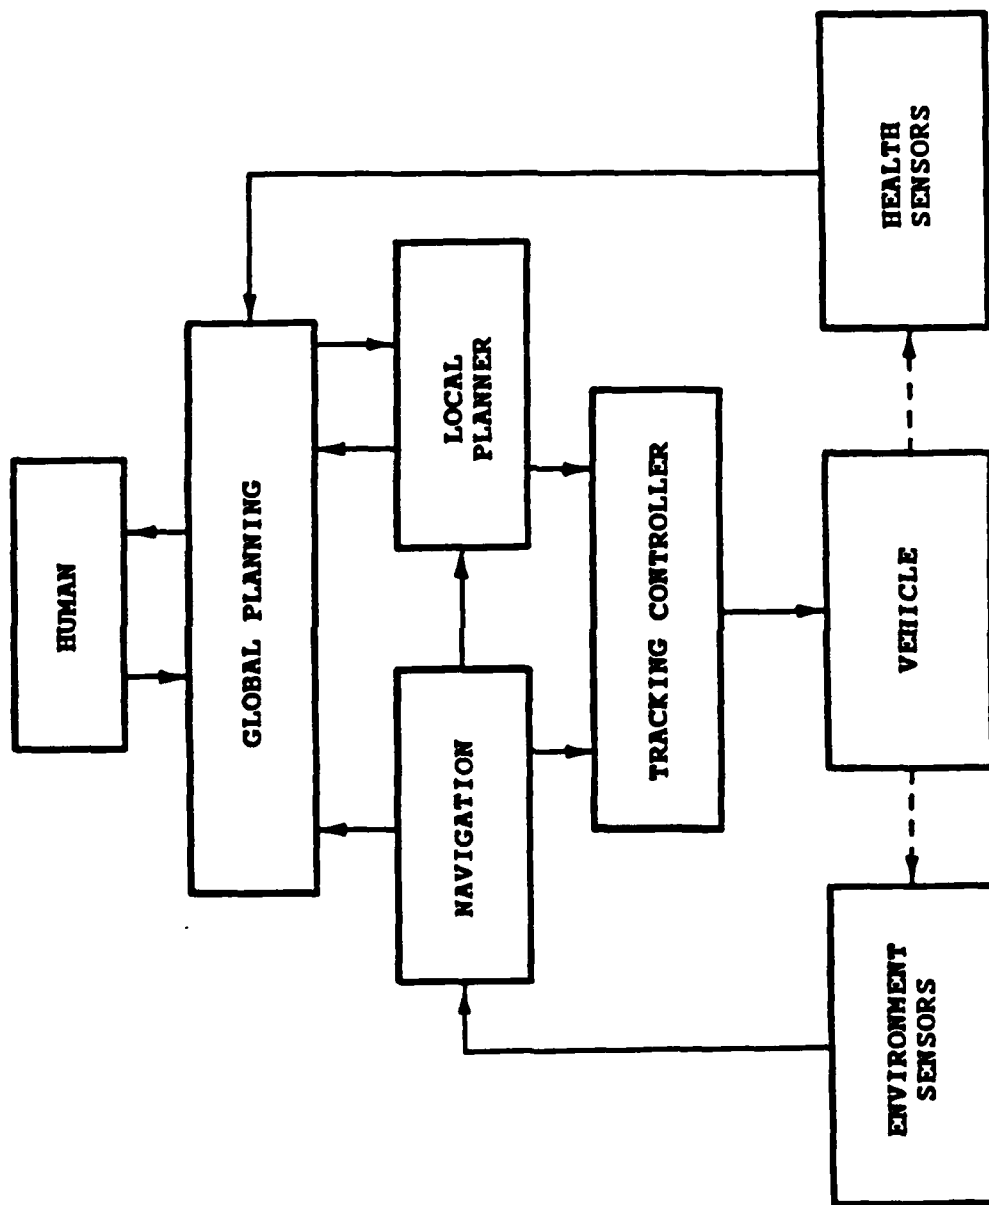 HUMAN
GLOBAL PLANNING
NAVIGATION
LOCAL
PLANNER
TRACKING CONTROLLER
ENVIRONMENT
SENSORS
VEHICLE
HEALTH
SENSORS